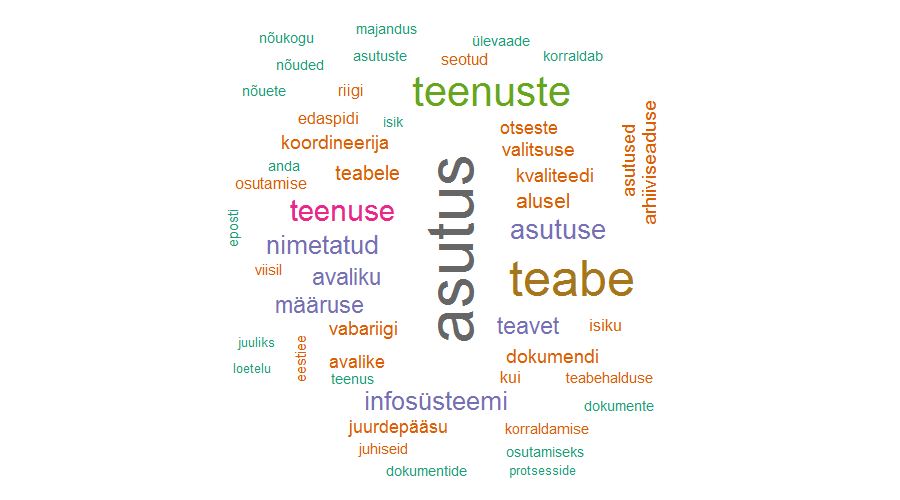 majandus
nõukogu
ülevaade
asutuste
seotud
korraldab
nõuded
nõuete
riigi
teenuste
edaspidi
isik
otseste
koordineerija
valitsuse
asutused
arhiiviseaduse
anda
teabele
kvaliteedi
osutamise
alusel
teenuse
eposti
asutuse
nimetatud
asutus
viisil
avaliku
teabe
määruse
vabariigi
teavet
isiku
juuliks
eestiee
avalike
dokumendi
loetelu
teenus
kui
teabehalduse
infosüsteemi
dokumente
juurdepääsu
korraldamise
juhiseid
osutamiseks
dokumentide
protsesside